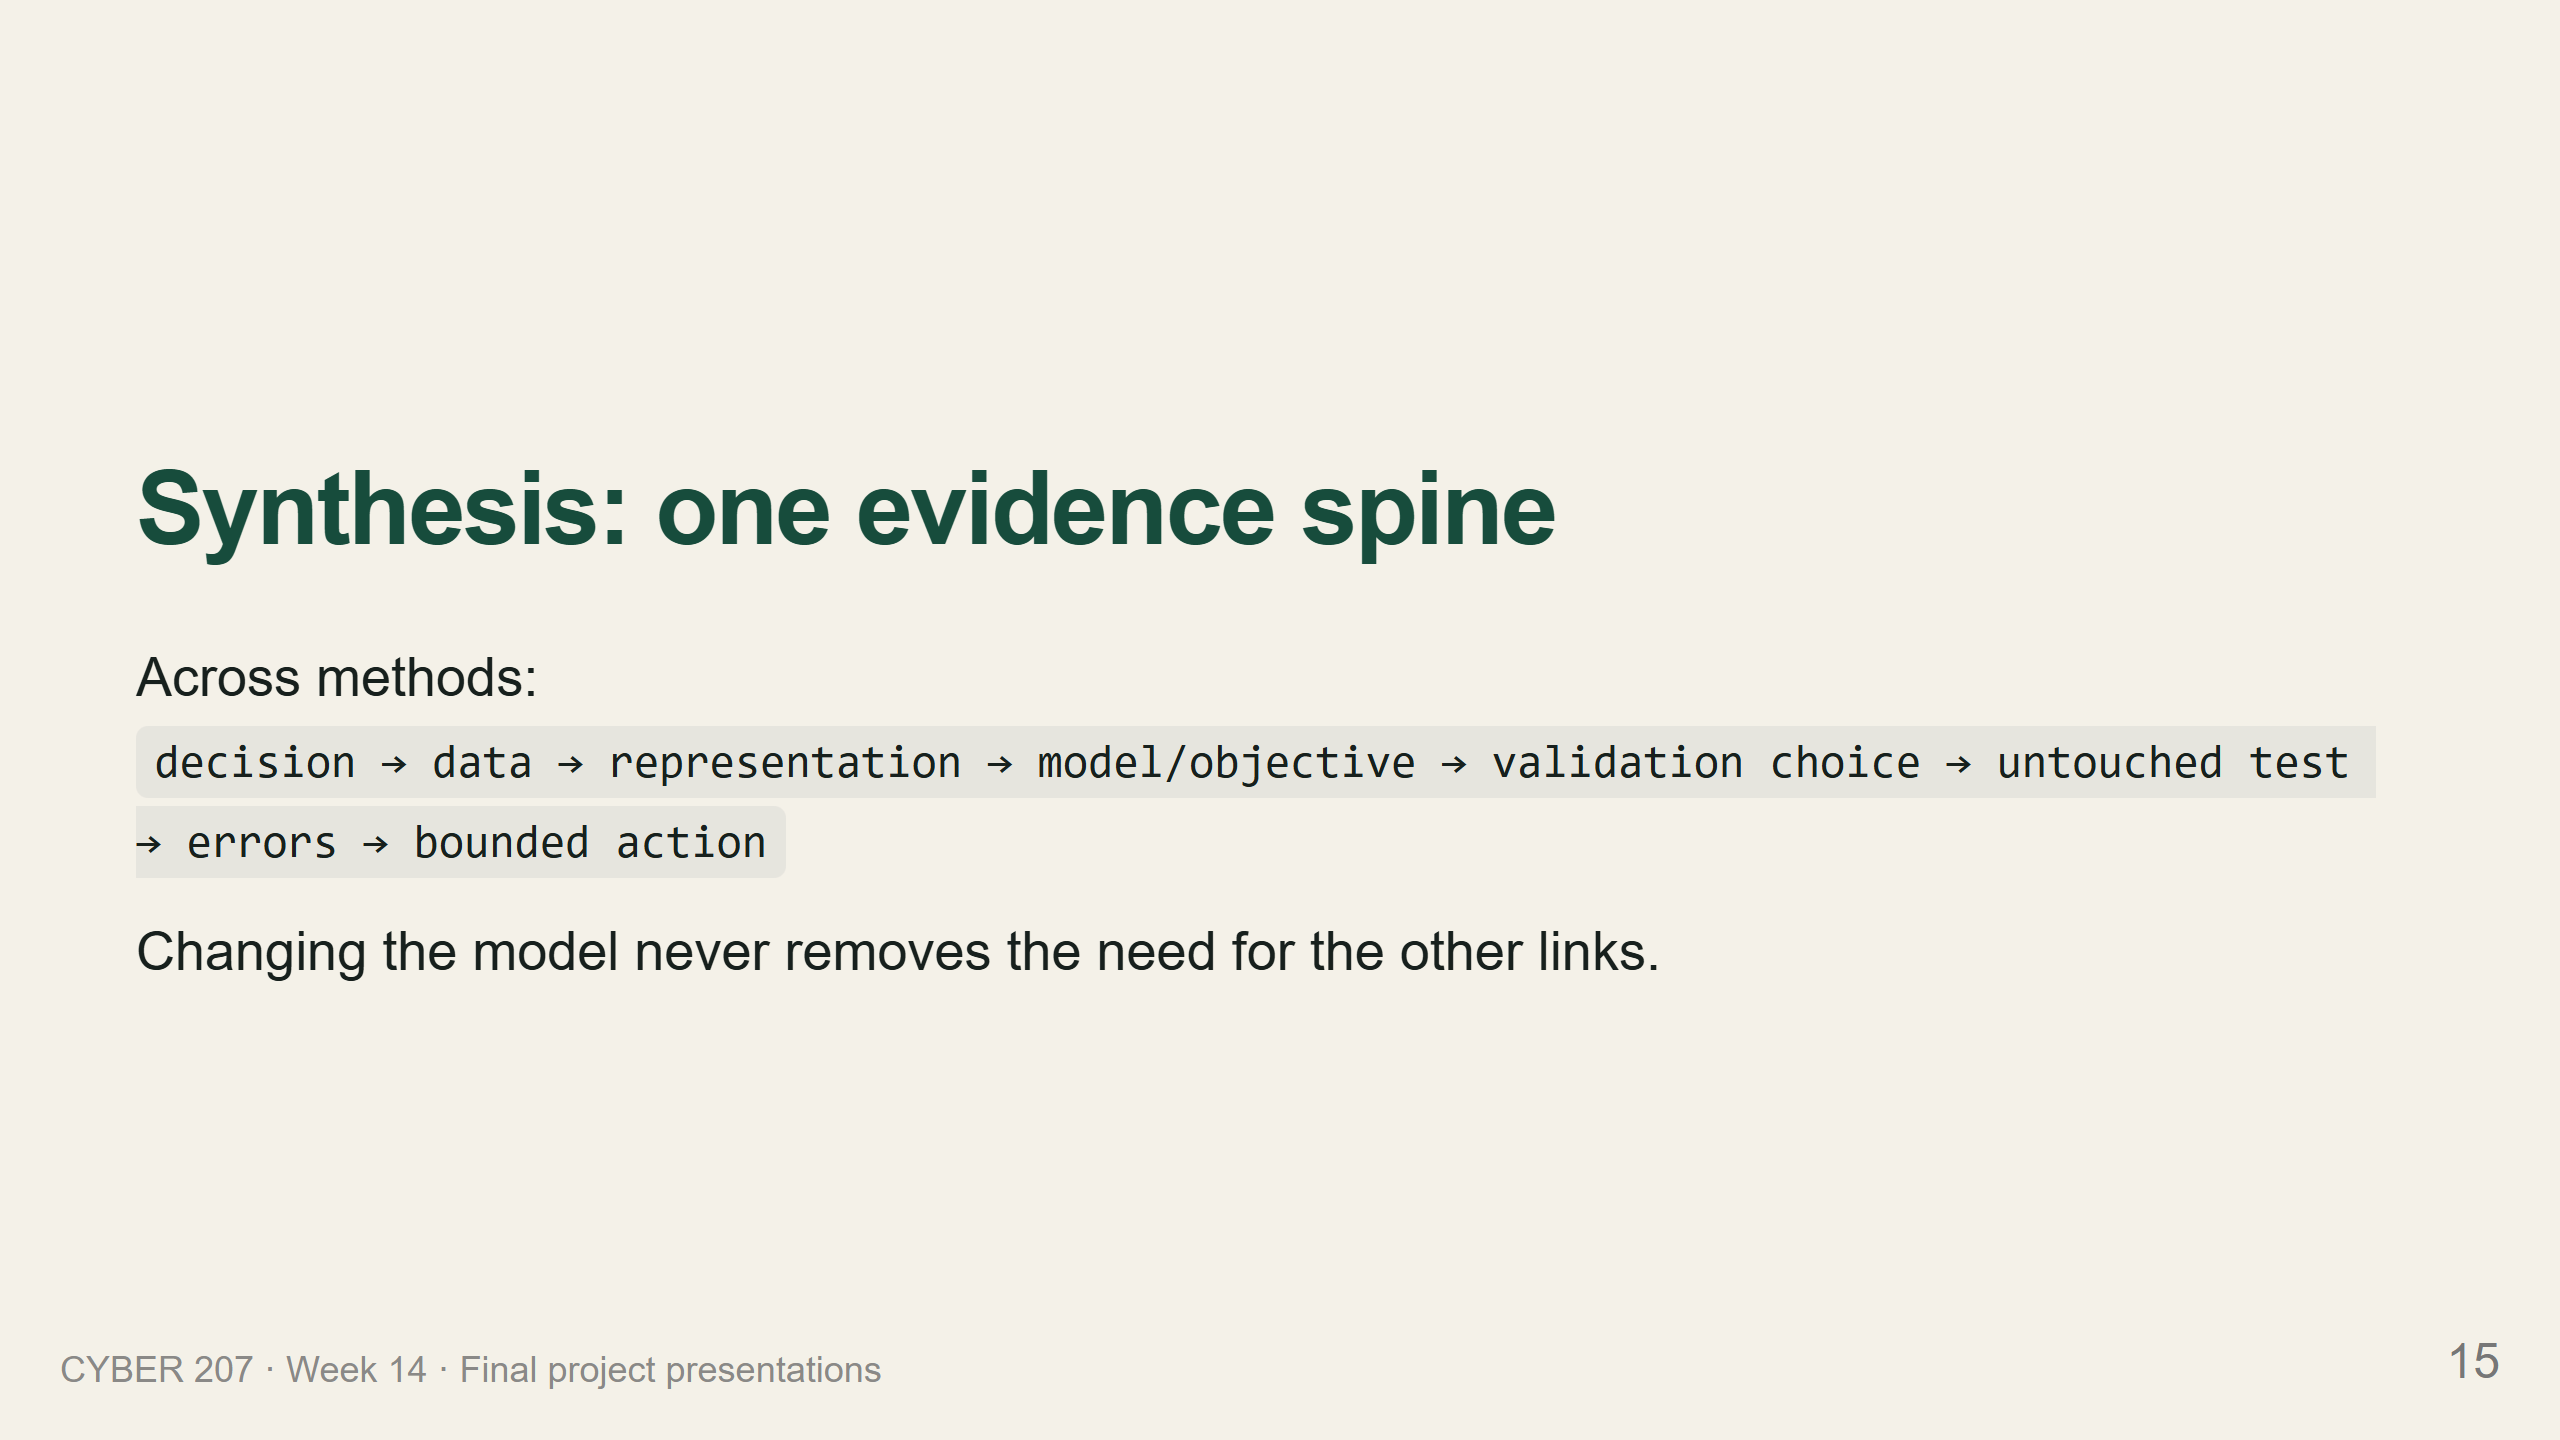 Synthesis: one evidence spine
Across methods:
decision → data → representation → model/objective → validation choice → untouched test
→ errors → bounded action
Changing the model never removes the need for the other links.
CYBER 207 · Week 14 · Final project presentations
15